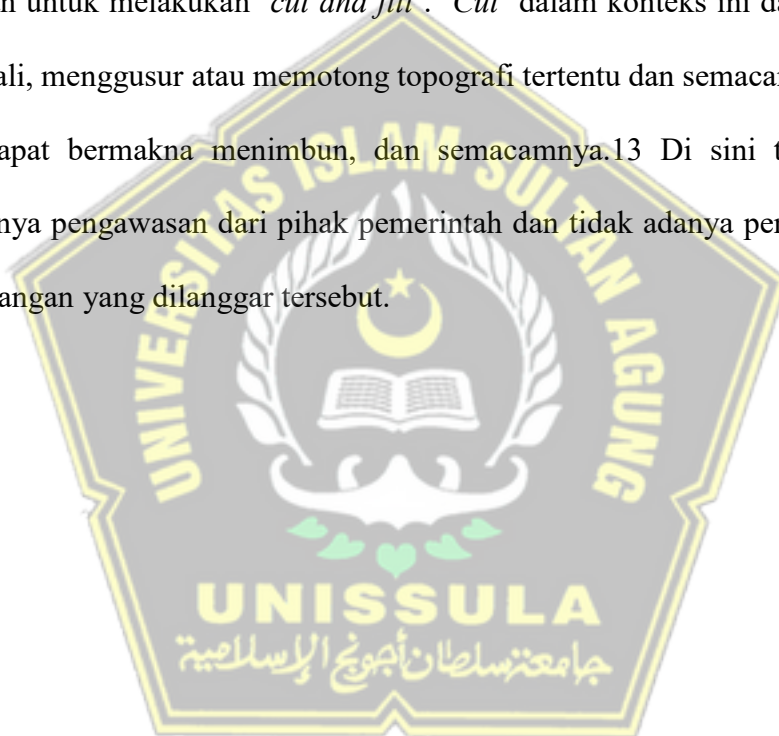 n untuk melakukan "cut and fill". "Cut" dalam konteks ini da
ali, menggusur atau memotong topografi tertentu dan semacam
apat bermakna menimbun, dan semacamnya.13 Di sini t
nya pengawasan dari pihak pemerintah dan tidak adanya per
angan yang dilanggar tersebut.
UNIVERSITAS ISLAM SULTAN AGUNG
UNISSULA
جامعة سلطان أجونج الإسلامية